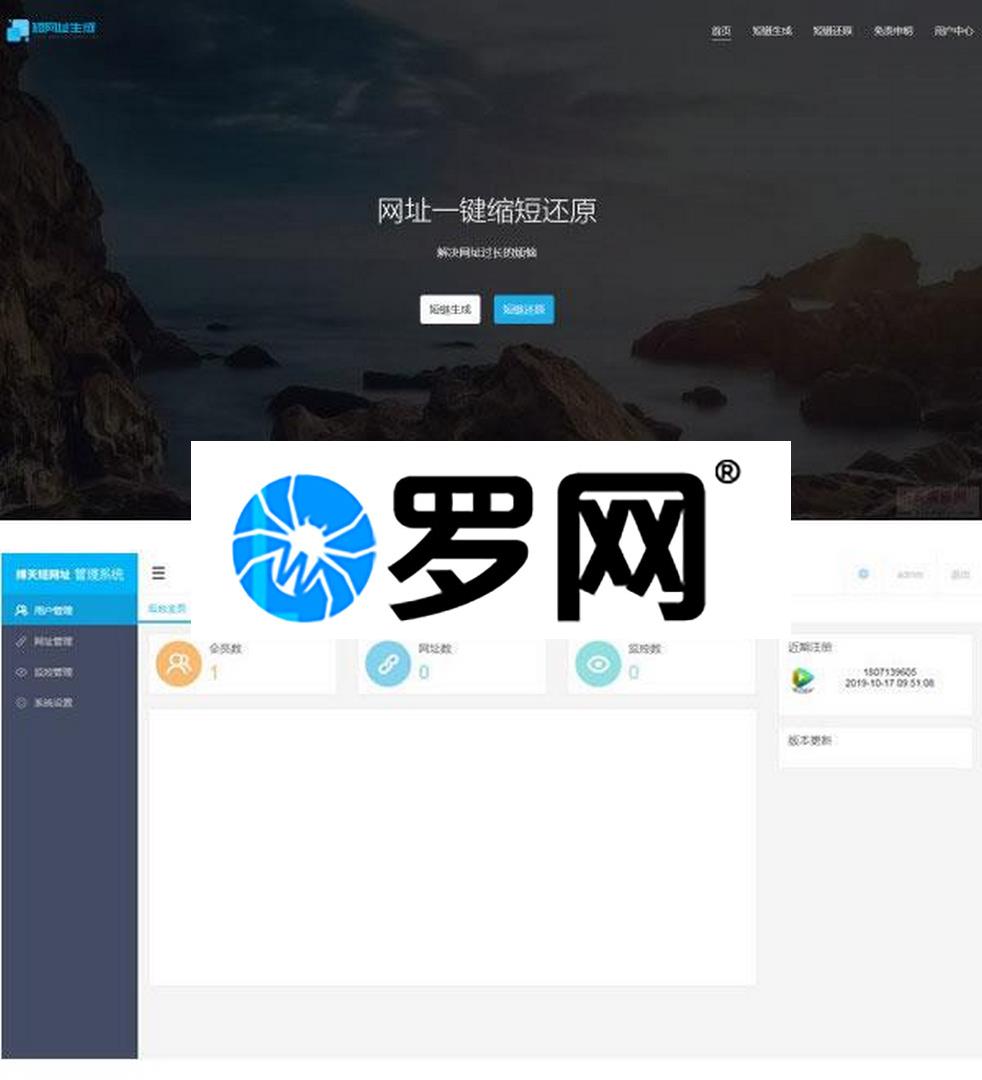 短网址生成
首页 短链生成 短链还原 免责申明 用户中心
网址一键缩短还原
解决网址过长的烦恼
短链生成 短链还原
罗网®
博天短网址 管理系统
admin 退出
用户管理
后台主页
网址管理
监控管理
系统设置
会员数
1
网址数
0
监控数
0
近期注册
1507139605
2019-10-17 09:51:08
版本更新